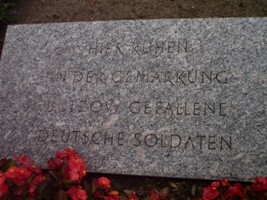 HIER RUHEN
IN DER GEMARKUNG
GEFALLENE
DEUTSCHE SOLDATEN